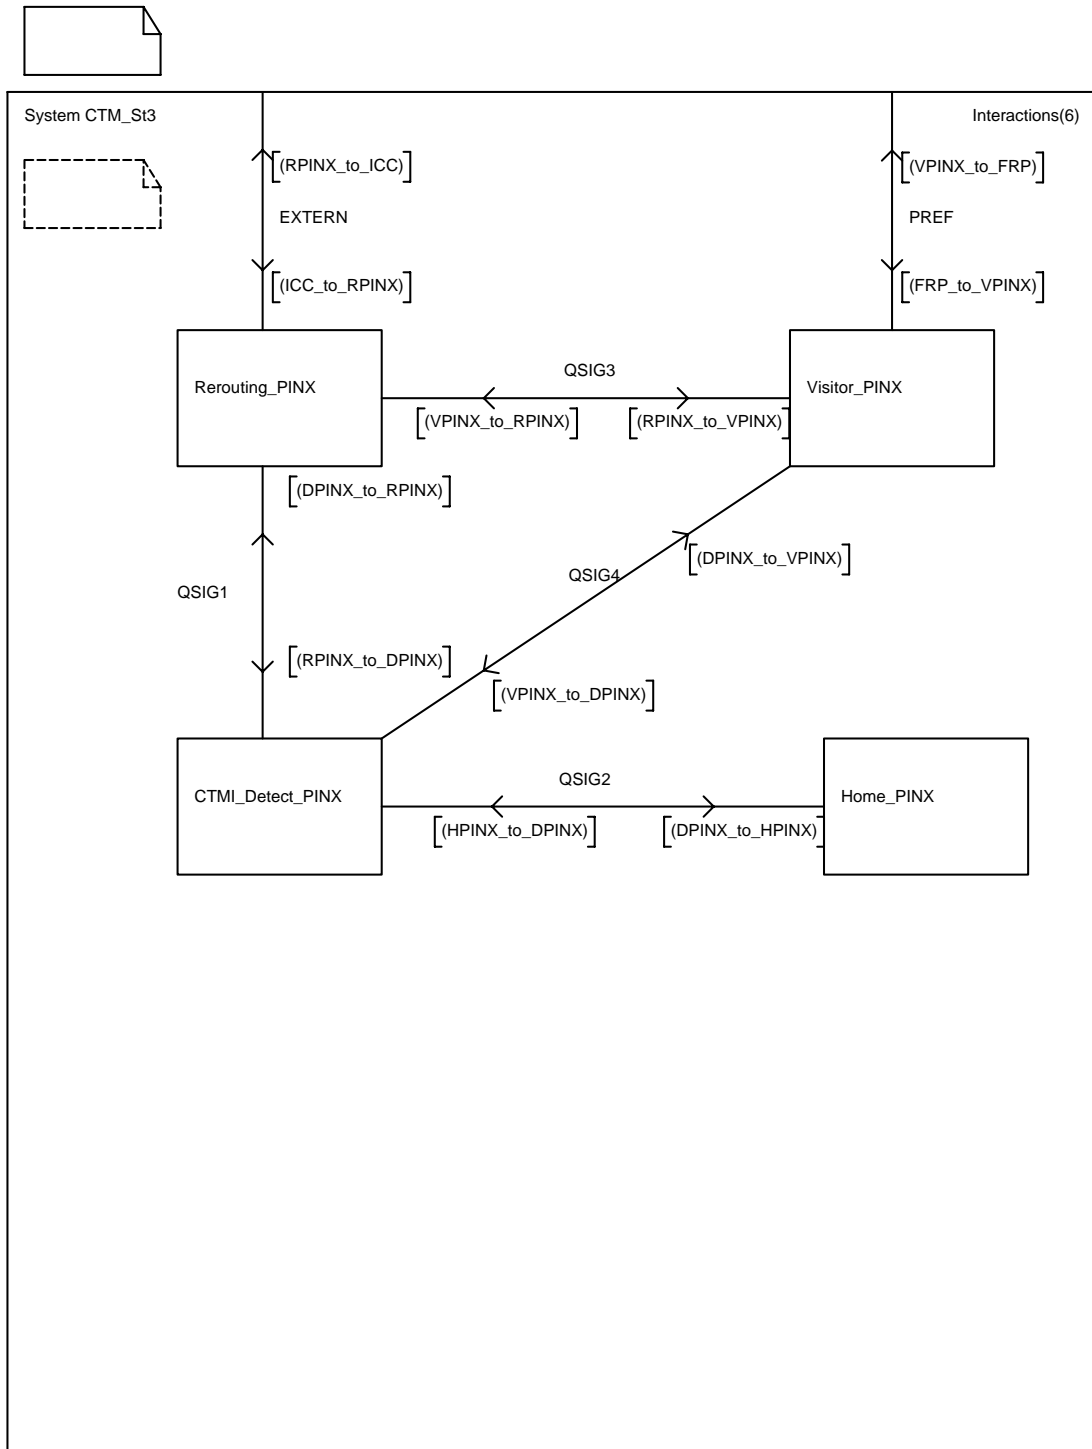 System CTM_St3
Interactions(6)
(RPINX_to_ICC)
(VPINX_to_FRP)
EXTERN
PREF
(ICC_to_RPINX)
(FRP_to_VPINX)
Rerouting_PINX
QSIG3
Visitor_PINX
(VPINX_to_RPINX)
(RPINX_to_VPINX)
(DPINX_to_RPINX)
(DPINX_to_VPINX)
QSIG4
QSIG1
(RPINX_to_DPINX)
(VPINX_to_DPINX)
CTMI_Detect_PINX
QSIG2
Home_PINX
(HPINX_to_DPINX)
(DPINX_to_HPINX)